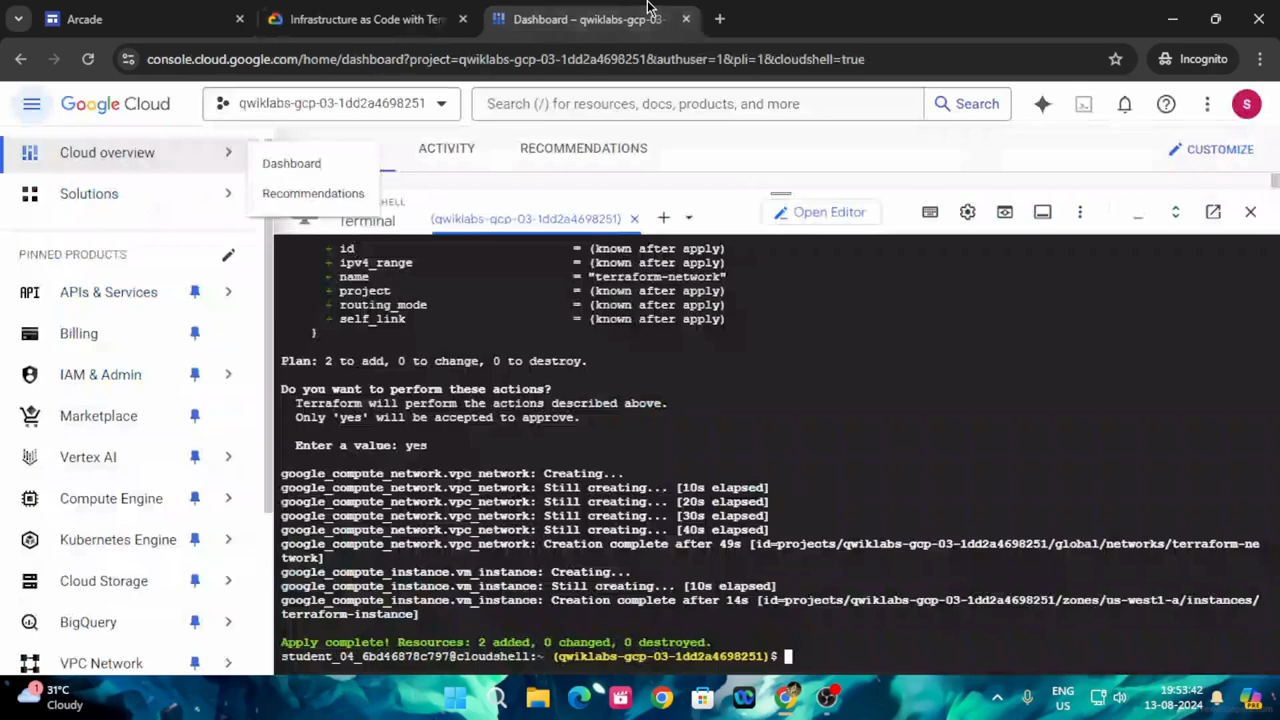 Arcade
Infrastructure as Code with Ter
Dashboard – qwiklabs-gcp-03-
console.cloud.google.com/home/dashboard?project=qwiklabs-gcp-03-1dd2a4698251&authuser=1&pli=1&cloudshell=true
Incognito
Google Cloud
qwiklabs-gcp-03-1dd2a4698251
Search (/) for resources, docs, products, and more
Search
S
Cloud overview
Dashboard
Recommendations
ACTIVITY
RECOMMENDATIONS
CUSTOMIZE
Solutions
SHELL
Terminal
(qwiklabs-gcp-03-1dd2a4698251)
Open Editor
PINNED PRODUCTS
API
APIs & Services
Billing
IAM & Admin
Marketplace
Vertex AI
Compute Engine
Kubernetes Engine
Cloud Storage
BigQuery
VPC Network
+ id = (known after apply)
+ ipv4_range = (known after apply)
+ name = "terraform-network"
+ project = (known after apply)
+ routing_mode = (known after apply)
+ self_link = (known after apply)
}
Plan: 2 to add, 0 to change, 0 to destroy.
Do you want to perform these actions?
Terraform will perform the actions described above.
Only 'yes' will be accepted to approve.
Enter a value: yes
google_compute_network.vpc_network: Creating...
google_compute_network.vpc_network: Still creating... [10s elapsed]
google_compute_network.vpc_network: Still creating... [20s elapsed]
google_compute_network.vpc_network: Still creating... [30s elapsed]
google_compute_network.vpc_network: Still creating... [40s elapsed]
google_compute_network.vpc_network: Creation complete after 49s [id=projects/qwiklabs-gcp-03-1dd2a4698251/global/networks/terraform-ne
twork]
google_compute_instance.vm_instance: Creating...
google_compute_instance.vm_instance: Still creating... [10s elapsed]
google_compute_instance.vm_instance: Creation complete after 14s [id=projects/qwiklabs-gcp-03-1dd2a4698251/zones/us-west1-a/instances/
terraform-instance]
Apply complete! Resources: 2 added, 0 changed, 0 destroyed.
student_04_6bd46878c797@cloudshell:~ (qwiklabs-gcp-03-1dd2a4698251)$
1
31°C
Cloudy
ENG
US
19:53:42
13-08-2024
PRE